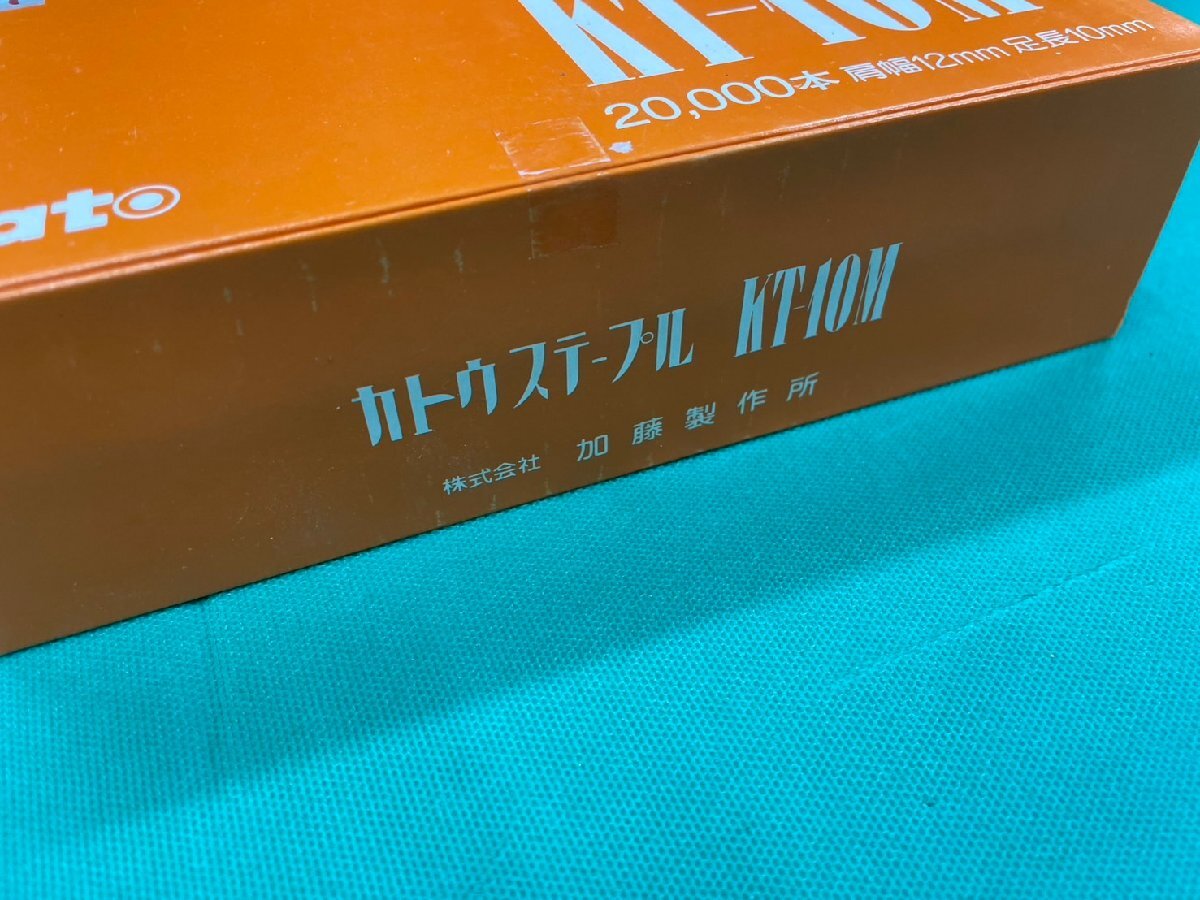 KT-10M
20,000本 肩幅12mm 足長10mm
ato
カトウステープル KT-10M
株式会社 加藤製作所